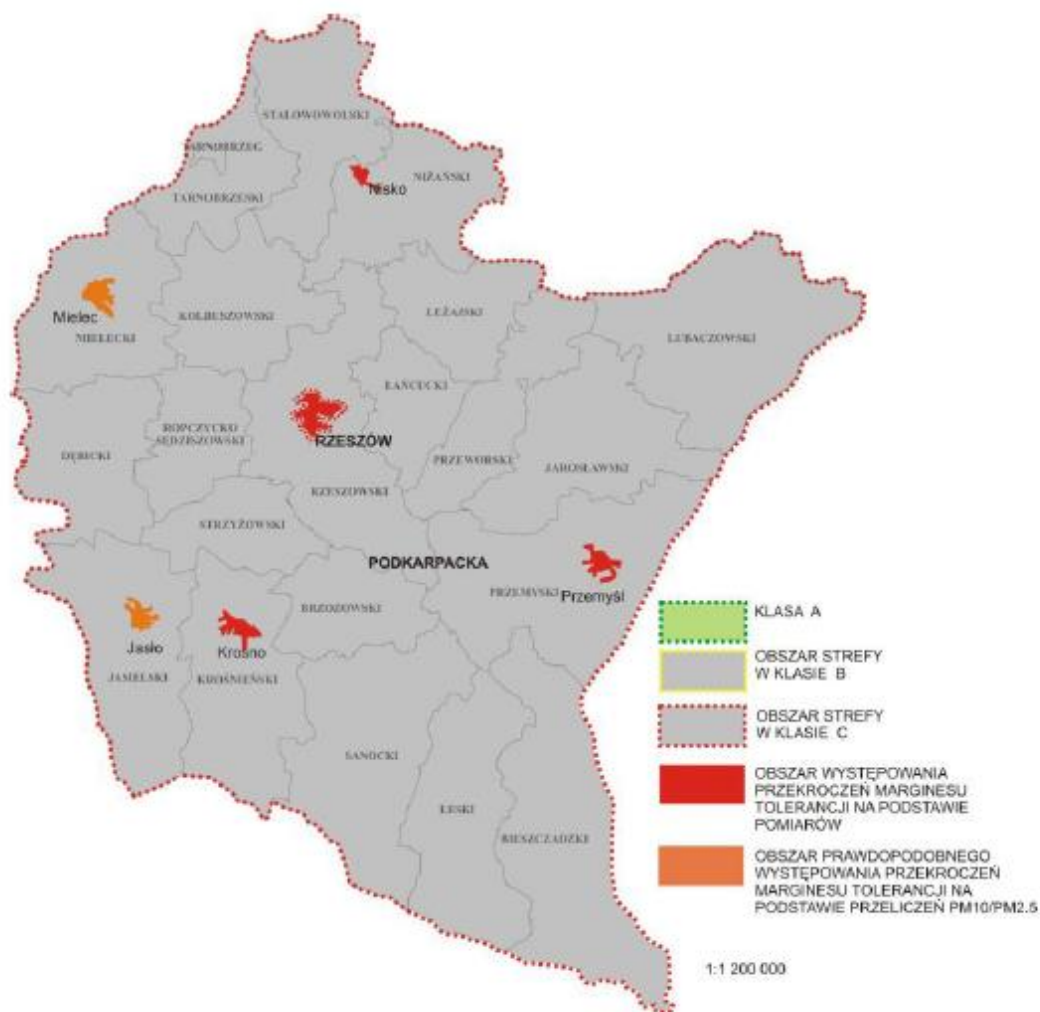 STALOWOWOLSKI
TARNOBRZEG
Nisko
NIŻAŃSKI
TARNOBRZESKI
Mielec
MIELECKI
KOLBUSZOWSKI
LEŻAJSKI
LUBACZOWSKI
ŁAŃCUCKI
ROPCZYCKO
SĘDZISZOWSKI
RZESZÓW
DĘBICKI
PRZEWORSKI
JAROSŁAWSKI
RZESZOWSKI
STRZYŻOWSKI
PODKARPACKA
PRZEMYSKI
Przemyśl
BRZOZOWSKI
Jasło
Krosno
JASIELSKI
KROŚNIEŃSKI
SANOCKI
LESKI
BIESZCZADZKI
KLASA A
OBSZAR STREFY
W KLASIE B
OBSZAR STREFY
W KLASIE C
OBSZAR WYSTĘPOWANIA
PRZEKROCZEŃ MARGINESU
TOLERANCJI NA PODSTAWIE
POMIARÓW
OBSZAR PRAWDOPODOBNEGO
WYSTĘPOWANIA PRZEKROCZEŃ
MARGINESU TOLERANCJI NA
PODSTAWIE PRZELICZEŃ PM10/PM2.5
1:1 200 000